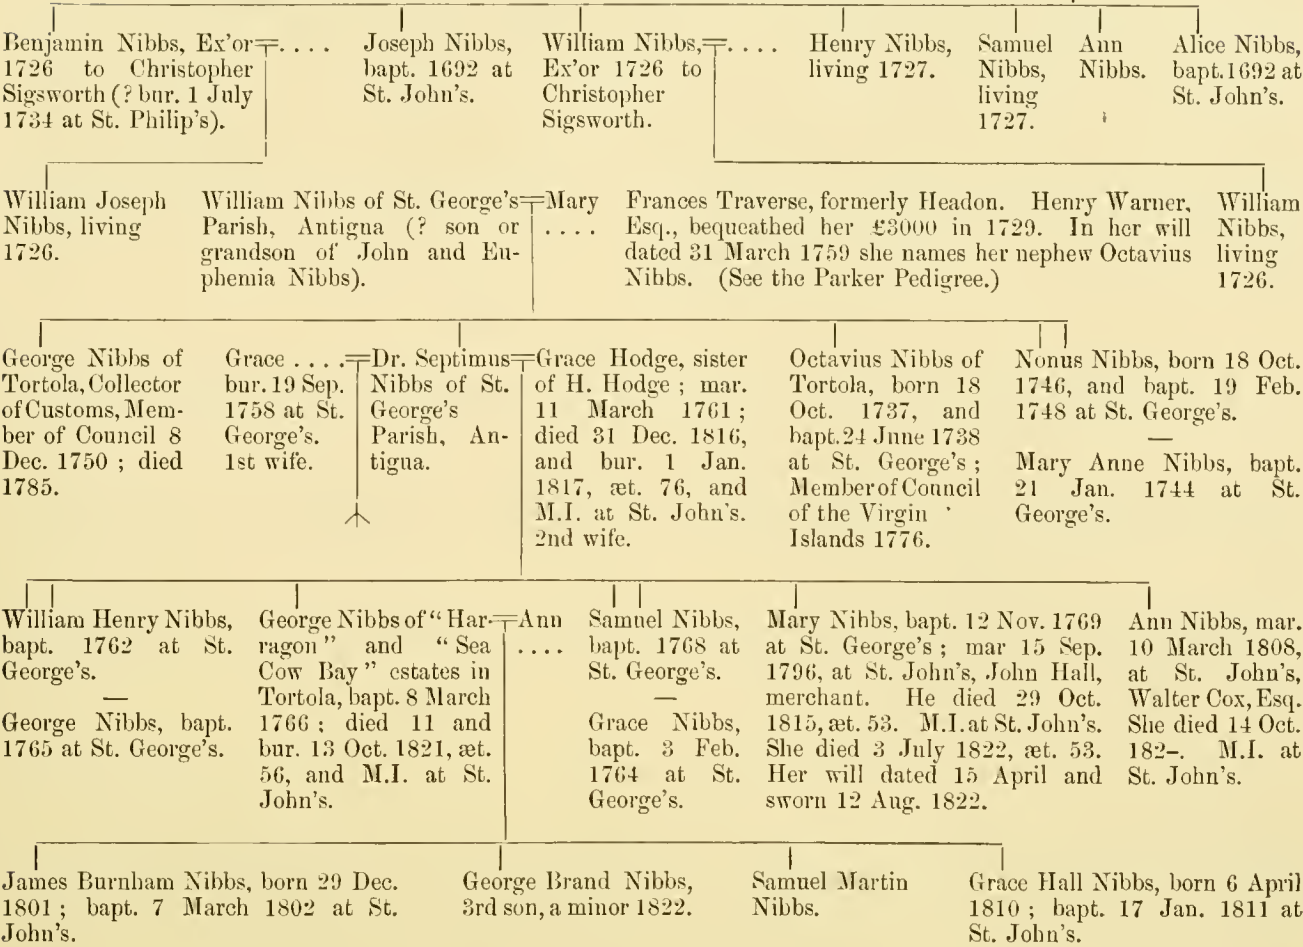 Benjamin Nibbs, Ex'or . . . .
1726 to Christopher
Sigsworth (? bur. 1 July
1734 at St. Philip's).
Joseph Nibbs,
bapt. 1692 at
St. John's.
William Nibbs, . . . .
Ex'or 1726 to
Christopher
Sigsworth.
Henry Nibbs,
living 1727.
Samuel
Nibbs,
living
1727.
Ann
Nibbs.
Alice Nibbs,
bapt. 1692 at
St. John's.
William Joseph
Nibbs, living
1726.
William Nibbs of St. George's
Parish, Antigua (? son or
grandson of John and Eu-
phemia Nibbs).
Mary
. . . .
Frances Traverse, formerly Headon. Henry Warner,
Esq., bequeathed her £3000 in 1729. In her will
dated 31 March 1759 she names her nephew Octavius
Nibbs. (See the Parker Pedigree.)
William
Nibbs,
living
1726.
George Nibbs of
Tortola, Collector
of Customs, Mem-
ber of Council 8
Dec. 1750 ; died
1785.
Grace . . . .
bur. 19 Sep.
1758 at St.
George's.
1st wife.
Dr. Septimus
Nibbs of St.
George's
Parish, An-
tigua.
Grace Hodge, sister
of H. Hodge ; mar.
11 March 1761 ;
died 31 Dec. 1816,
and bur. 1 Jan.
1817, æt. 76, and
M.I. at St. John's.
2nd wife.
Octavius Nibbs of
Tortola, born 18
Oct. 1737, and
bapt. 24 June 1738
at St. George's ;
Member of Council
of the Virgin
Islands 1776.
Nonus Nibbs, born 18 Oct.
1746, and bapt. 19 Feb.
1748 at St. George's.
—
Mary Anne Nibbs, bapt.
21 Jan. 1744 at St.
George's.
William Henry Nibbs,
bapt. 1762 at St.
George's.
—
George Nibbs, bapt.
1765 at St. George's.
George Nibbs of "Har-
ragon" and "Sea
Cow Bay" estates in
Tortola, bapt. 8 March
1766 ; died 11 and
bur. 13 Oct. 1821, æt.
56, and M.I. at St.
John's.
Ann
. . . .
Samuel Nibbs,
bapt. 1768 at
St. George's.
—
Grace Nibbs,
bapt. 3 Feb.
1764 at St.
George's.
Mary Nibbs, bapt. 12 Nov. 1769
at St. George's ; mar 15 Sep.
1796, at St. John's, John Hall,
merchant. He died 29 Oct.
1815, æt. 53. M.I. at St. John's.
She died 3 July 1822, æt. 53.
Her will dated 15 April and
sworn 12 Aug. 1822.
Ann Nibbs, mar.
10 March 1808,
at St. John's,
Walter Cox, Esq.
She died 14 Oct.
182-. M.I. at
St. John's.
James Burnham Nibbs, born 29 Dec.
1801 ; bapt. 7 March 1802 at St.
John's.
George Brand Nibbs,
3rd son, a minor 1822.
Samuel Martin
Nibbs.
Grace Hall Nibbs, born 6 April
1810 ; bapt. 17 Jan. 1811 at
St. John's.